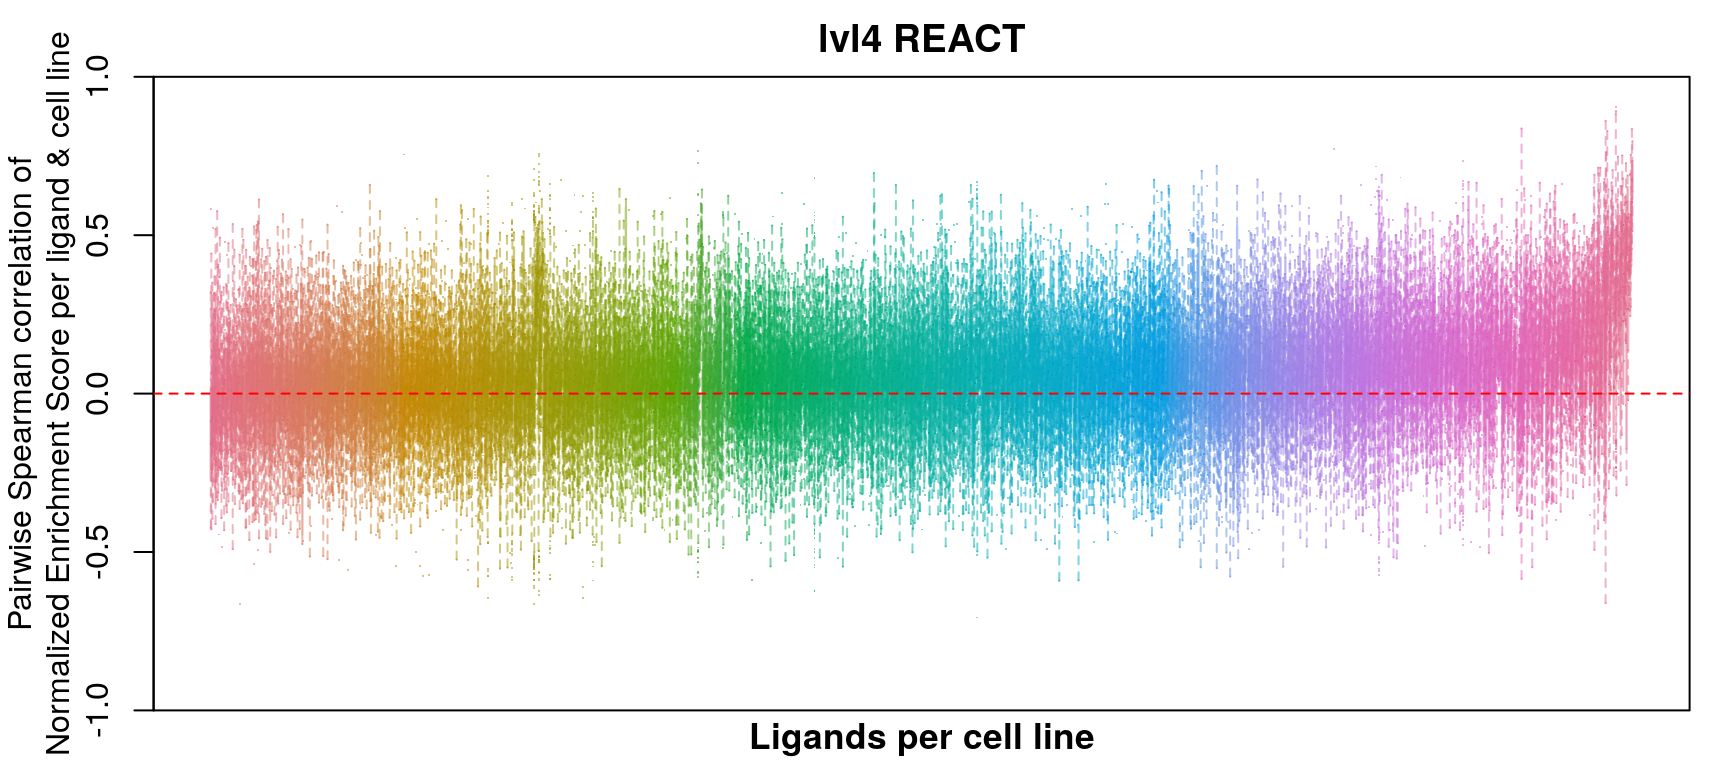 lvl4 REACT
Pairwise Spearman correlation of
Normalized Enrichment Score per ligand & cell line
1.0
0.5
0.0
-0.5
-1.0
Ligands per cell line